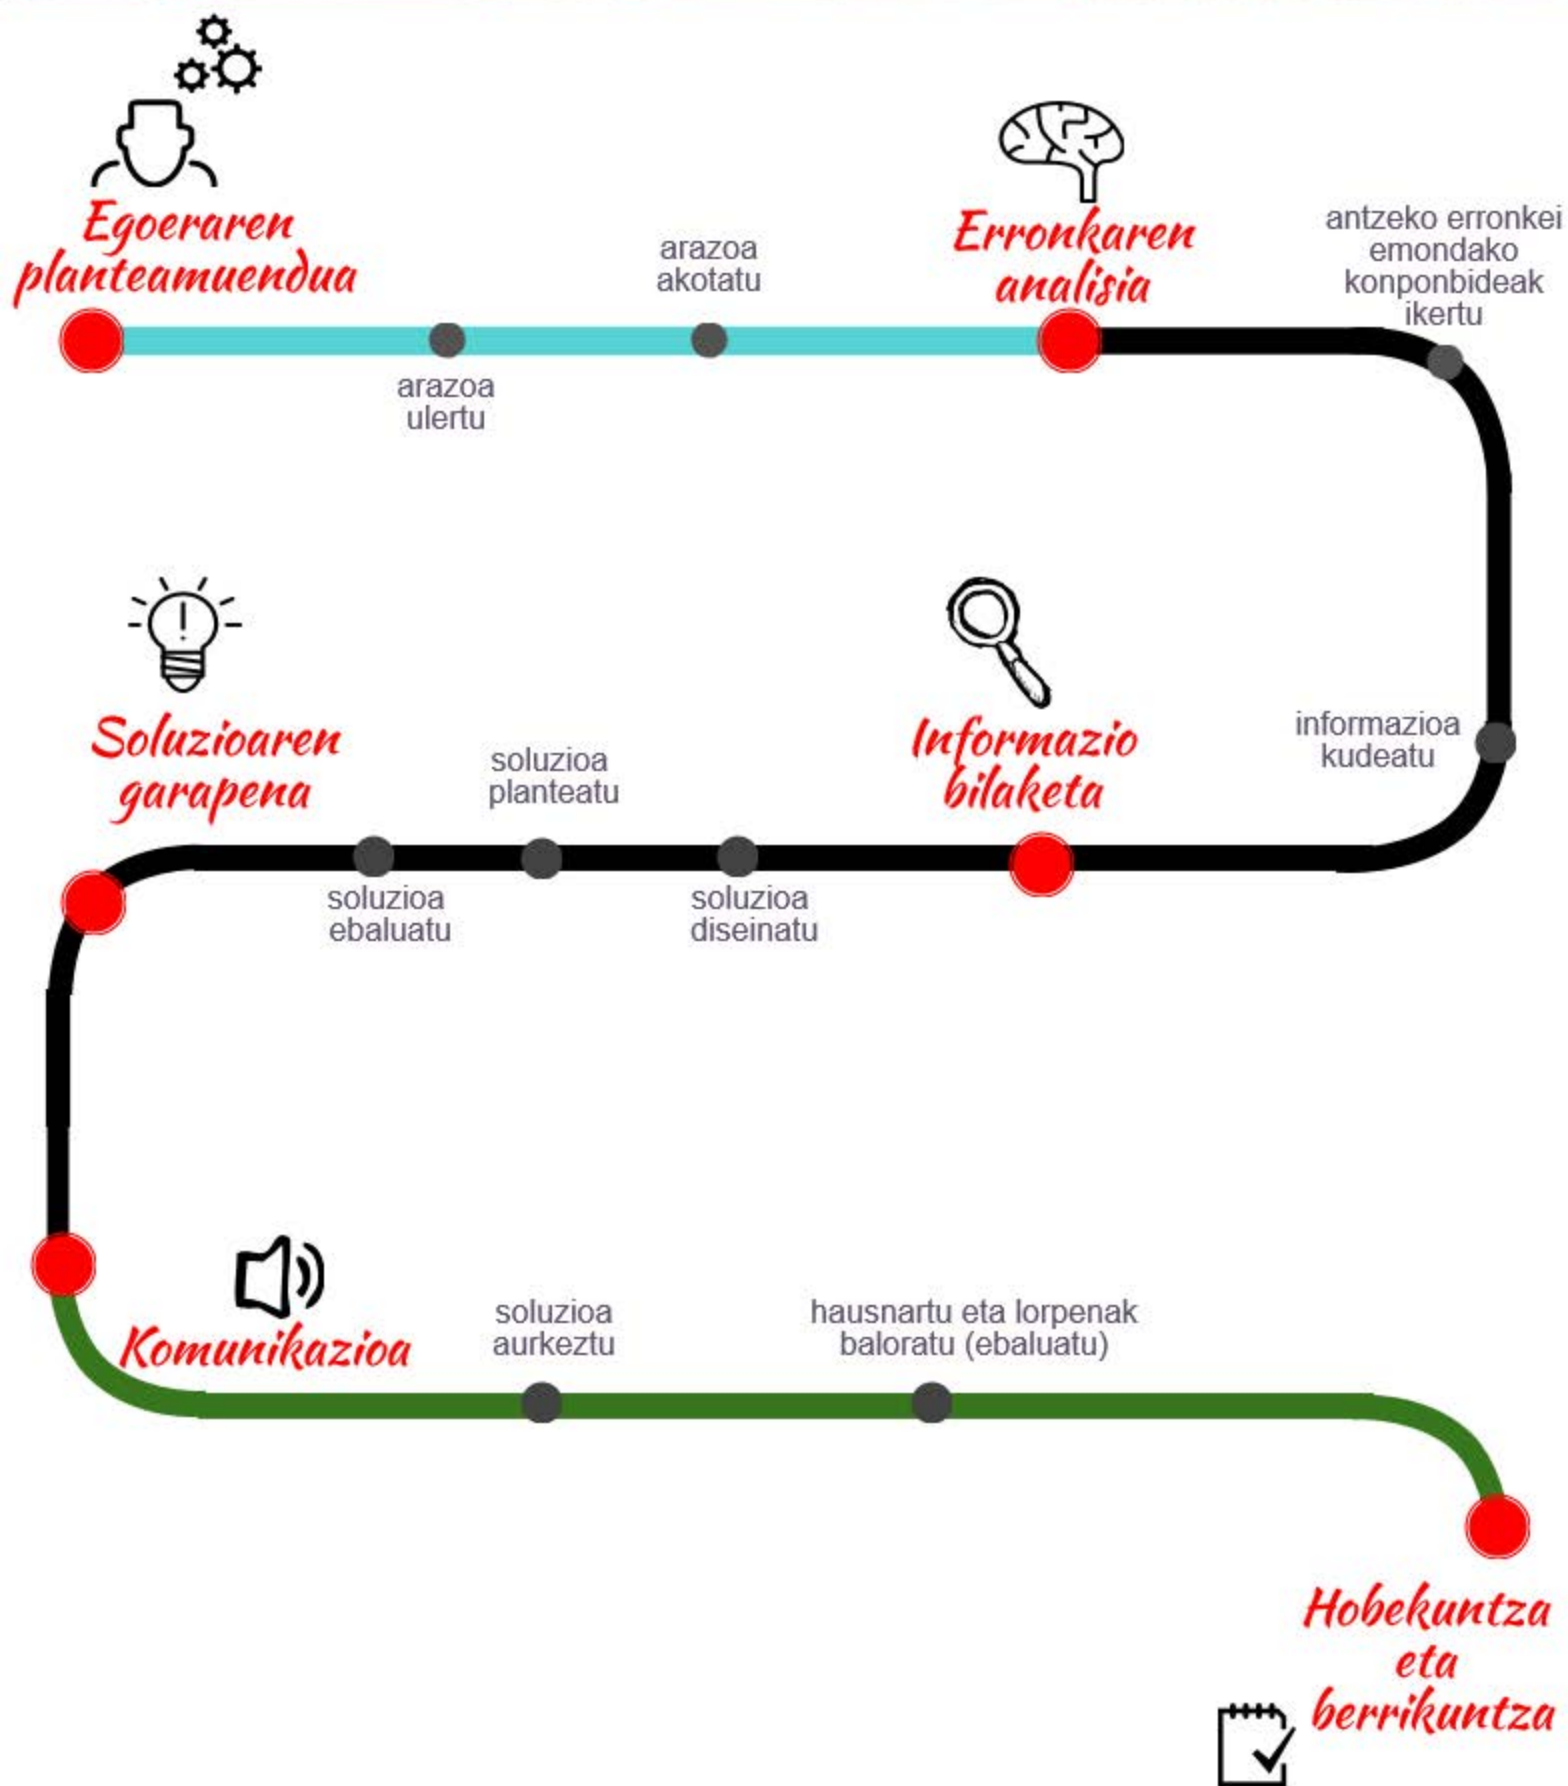 Egoeraren
planteamuendua
arazoa
ulertu
arazoa
akotatu
Erronkaren
analisia
antzeko erronkei
emondako
konponbideak
ikertu
informazioa
kudeatu
Informazio
bilaketa
soluzioa
diseinatu
soluzioa
planteatu
soluzioa
ebaluatu
Soluzioaren
garapena
Komunikazioa
soluzioa
aurkeztu
hausnartu eta lorpenak
baloratu (ebaluatu)
Hobekuntza
eta
berrikuntza